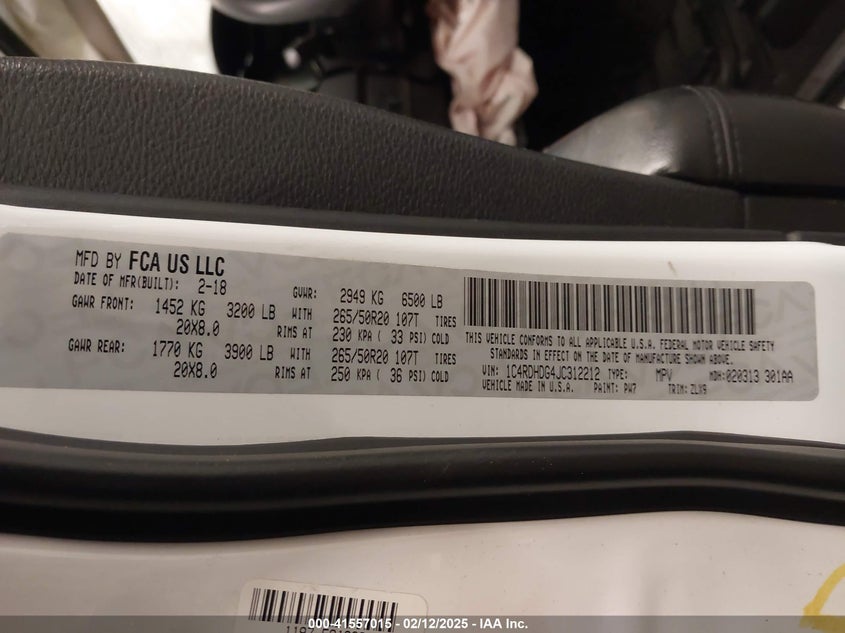 MFD BY FCA US LLC
DATE OF MFR(BUILT): 2-18 GVWR: 2949 KG 6500 LB
GAWR FRONT: 1452 KG 3200 LB WITH 265/50R20 107T TIRES
20X8.0 RIMS AT 230 KPA ( 33 PSI) COLD
GAWR REAR: 1770 KG 3900 LB WITH 265/50R20 107T TIRES
20X8.0 RIMS AT 250 KPA ( 36 PSI) COLD
THIS VEHICLE CONFORMS TO ALL APPLICABLE U.S.A. FEDERAL MOTOR VEHICLE SAFETY
STANDARDS IN EFFECT ON THE DATE OF MANUFACTURE SHOWN ABOVE.
VIN: 1C4RDHDG4JC312212 TYPE: MPV MDH:020313 301AA
VEHICLE MADE IN U.S.A. PAINT: PW7 TRIM: ZLX9
000-41557015 - 02/12/2025 - IAA Inc.